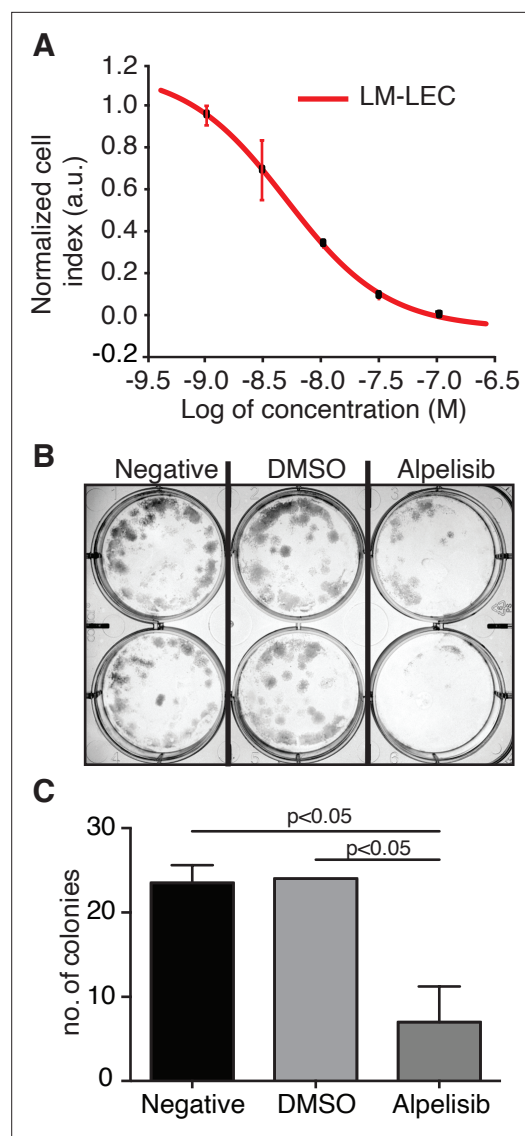 A
1.2
1.0
0.8
0.6
0.4
0.2
0.0
-0.2
Normalized cell
index (a.u.)
LM-LEC
-9.5 -9.0 -8.5 -8.0 -7.5 -7.0 -6.5
Log of concentration (M)
B
Negative DMSO Alpelisib
C
30
20
10
0
no. of colonies
p<0.05
p<0.05
Negative DMSO Alpelisib